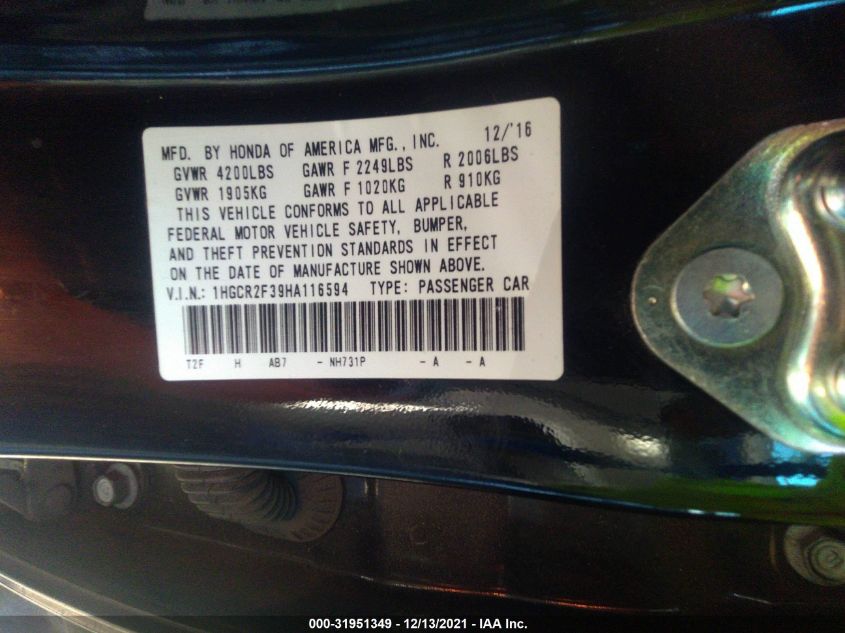 MFD. BY HONDA OF AMERICA MFG., INC. 12/'16
GVWR 4200LBS GAWR F 2249LBS R 2006LBS
GVWR 1905KG GAWR F 1020KG R 910KG
THIS VEHICLE CONFORMS TO ALL APPLICABLE
FEDERAL MOTOR VEHICLE SAFETY, BUMPER,
AND THEFT PREVENTION STANDARDS IN EFFECT
ON THE DATE OF MANUFACTURE SHOWN ABOVE.
V.I.N.: 1HGCR2F39HA116594 TYPE: PASSENGER CAR
T2F H AB7 - NH731P - A - A
000-31951349 - 12/13/2021 - IAA Inc.